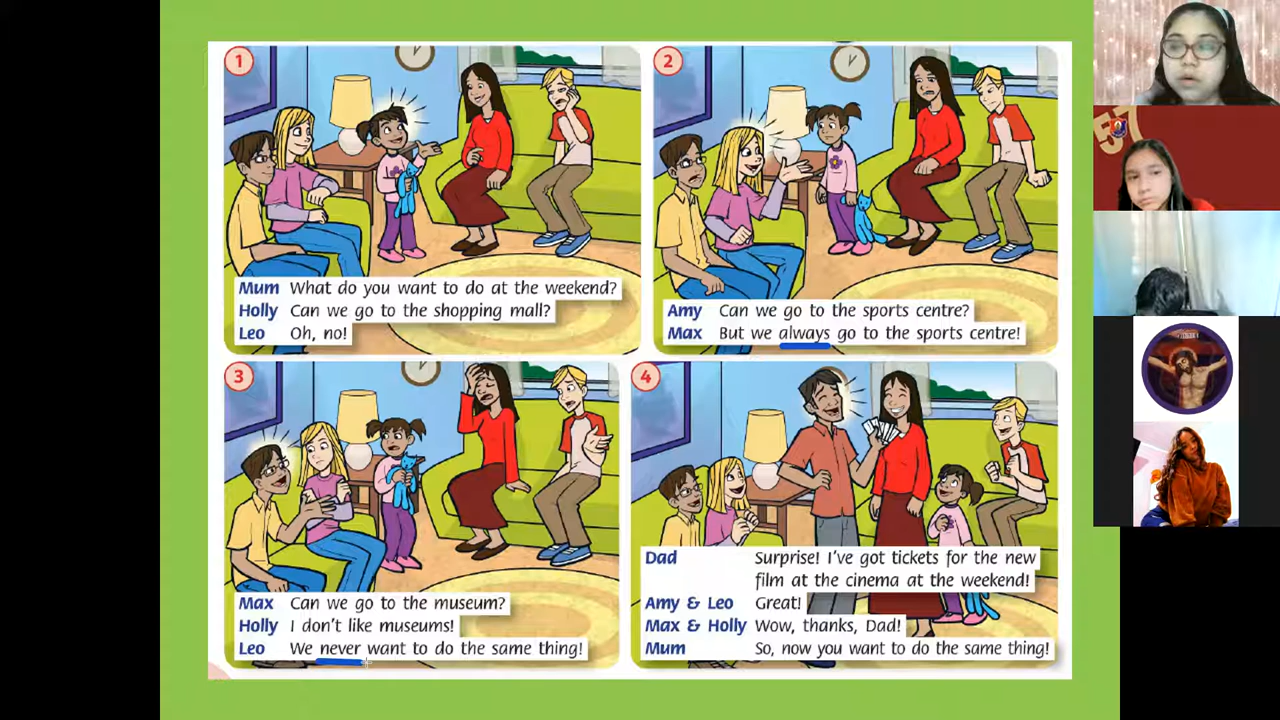 1
Mum What do you want to do at the weekend?
Holly Can we go to the shopping mall?
Leo Oh, no!
2
Amy Can we go to the sports centre?
Max But we always go to the sports centre!
3
Max Can we go to the museum?
Holly I don't like museums!
Leo We never want to do the same thing!
4
Dad Surprise! I've got tickets for the new
film at the cinema at the weekend!
Amy & Leo Great!
Max & Holly Wow, thanks, Dad!
Mum So, now you want to do the same thing!
57